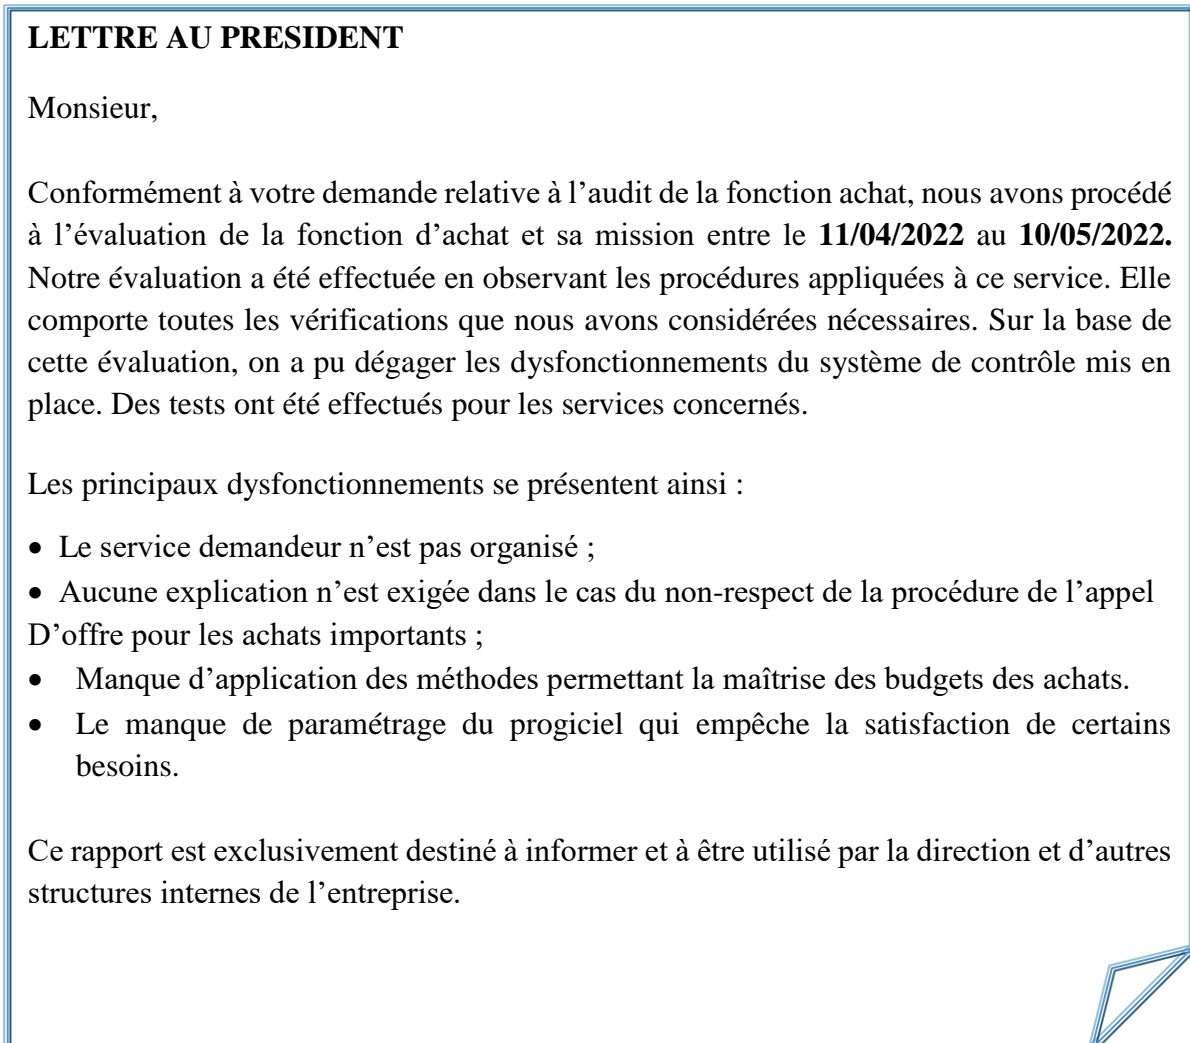 LETTRE AU PRESIDENT
Monsieur,
Conformément à votre demande relative à l’audit de la fonction achat, nous avons procédé
à l’évaluation de la fonction d’achat et sa mission entre le 11/04/2022 au 10/05/2022.
Notre évaluation a été effectuée en observant les procédures appliquées à ce service. Elle
comporte toutes les vérifications que nous avons considérées nécessaires. Sur la base de
cette évaluation, on a pu dégager les dysfonctionnements du système de contrôle mis en
place. Des tests ont été effectués pour les services concernés.
Les principaux dysfonctionnements se présentent ainsi :
• Le service demandeur n’est pas organisé ;
• Aucune explication n’est exigée dans le cas du non-respect de la procédure de l’appel
D’offre pour les achats importants ;
• Manque d’application des méthodes permettant la maîtrise des budgets des achats.
• Le manque de paramétrage du progiciel qui empêche la satisfaction de certains
besoins.
Ce rapport est exclusivement destiné à informer et à être utilisé par la direction et d’autres
structures internes de l’entreprise.